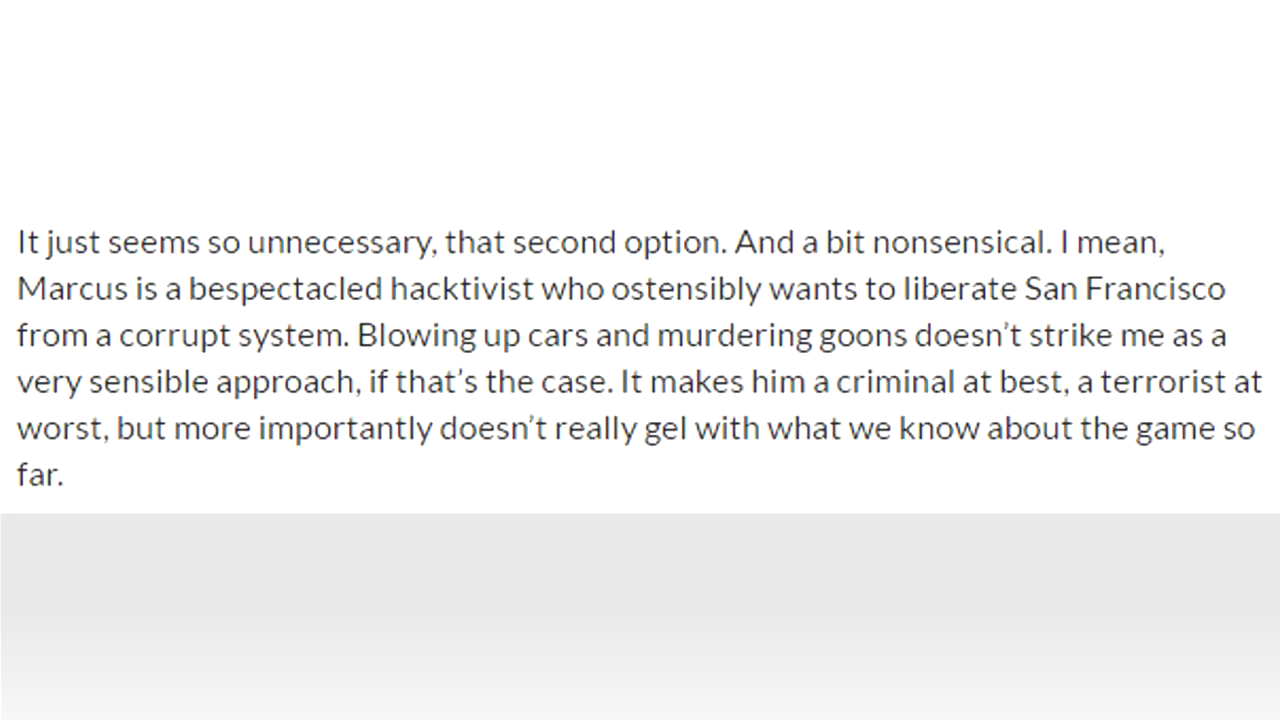 It just seems so unnecessary, that second option. And a bit nonsensical. I mean,
Marcus is a bespectacled hacktivist who ostensibly wants to liberate San Francisco
from a corrupt system. Blowing up cars and murdering goons doesn’t strike me as a
very sensible approach, if that’s the case. It makes him a criminal at best, a terrorist at
worst, but more importantly doesn’t really gel with what we know about the game so
far.